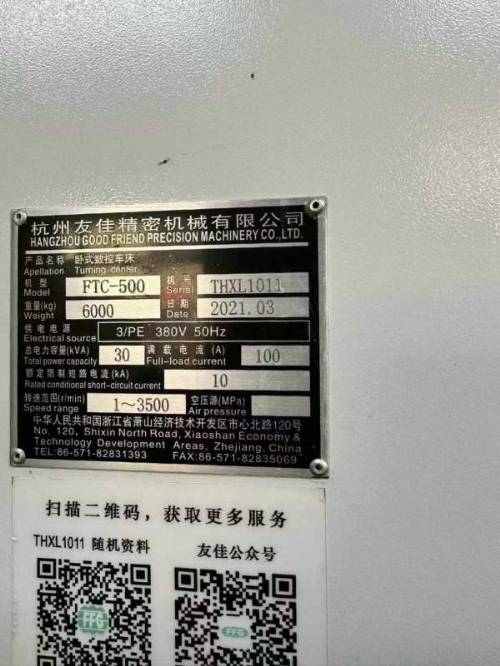 杭州友佳精密机械有限公司
HANGZHOU GOOD FRIEND PRECISION MACHINERY CO.,LTD.
产品名称 卧式数控车床
Apellation Turning center
机型 FTC-500 机号 THXL1011
Model Serial
重量(kg) 6000 日期 2021.03
Weight Date
供电电源 3/PE 380V 50Hz
Electrical source
总电力容量(kVA) 30 满载电流(A) 100
Total power capacity Full-load current
额定限制短路电流(kA) 10
Rated conditional short-circuit current
转速范围(r/min) 1~3500 空压源(MPa)
Speed range Air pressure
中华人民共和国浙江省萧山经济技术开发区市心北路120号
No. 120, Shixin North Road, Xiaoshan Economy &
Technology Development Areas, Zhejiang, China
TEL:86-571-82831393 FAX:86-571-82835069
扫描二维码，获取更多服务
THXL1011 随机资料 友佳公众号
FFG FFG